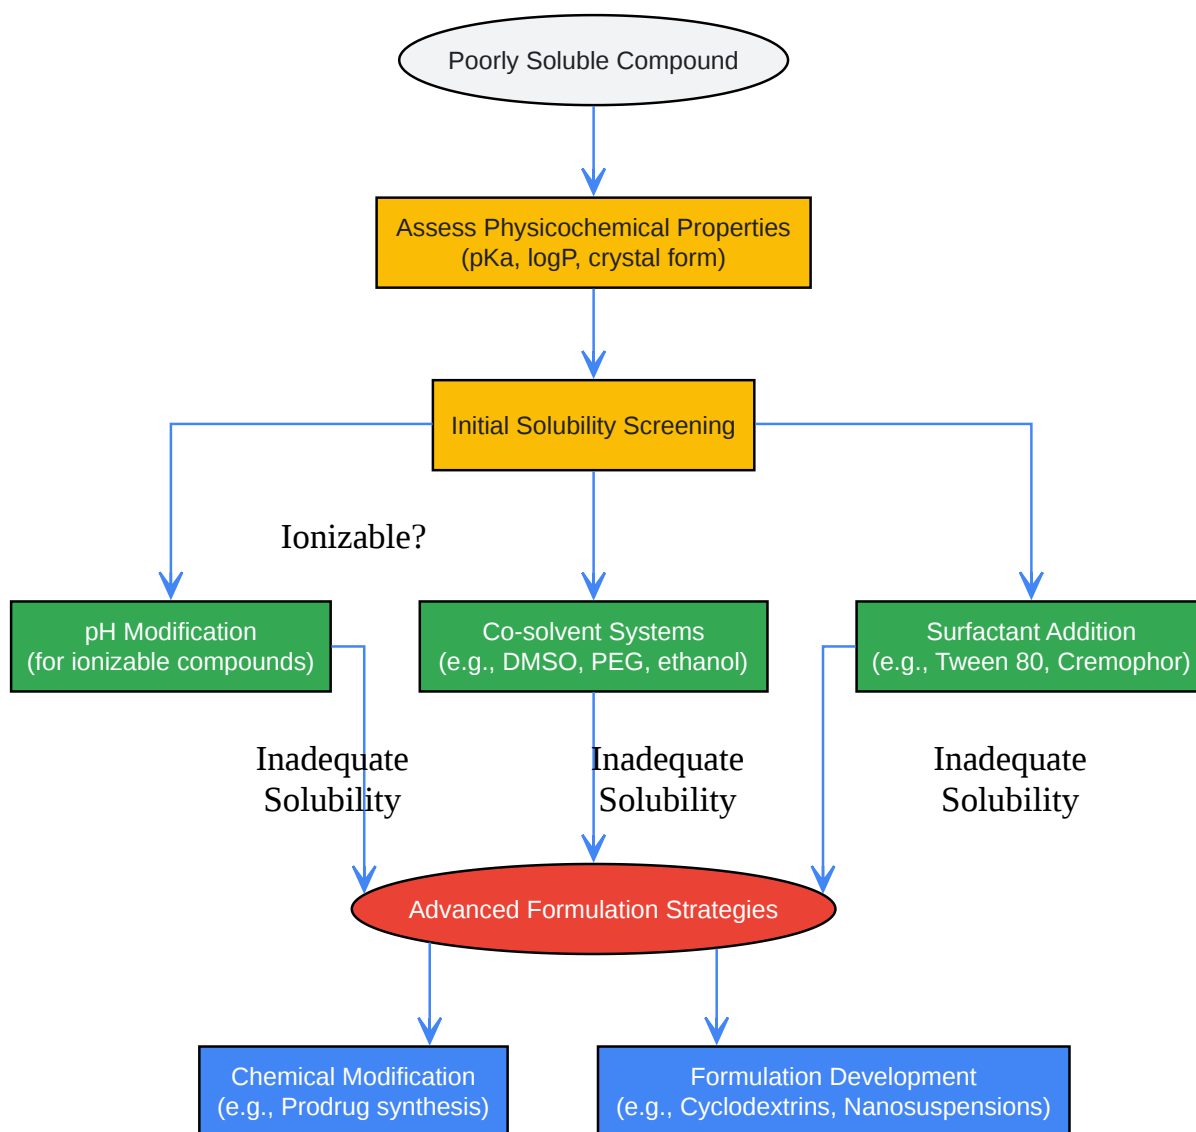 Poorly Soluble Compound
Assess Physicochemical Properties
(pKa, logP, crystal form)
Initial Solubility Screening
Ionizable?
pH Modification
(for ionizable compounds)
Co-solvent Systems
(e.g., DMSO, PEG, ethanol)
Surfactant Addition
(e.g., Tween 80, Cremophor)
Inadequate
Solubility
Inadequate
Solubility
Inadequate
Solubility
Advanced Formulation Strategies
Chemical Modification
(e.g., Prodrug synthesis)
Formulation Development
(e.g., Cyclodextrins, Nanosuspensions)